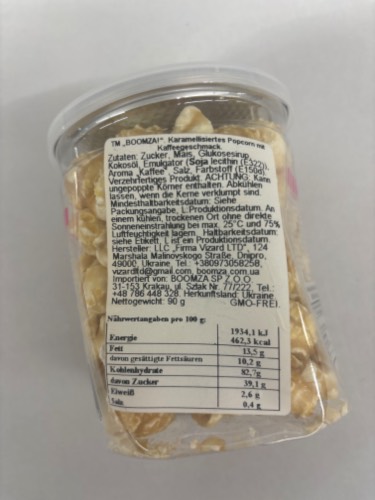 TM „BOOMZA!". Karamellisiertes Popcorn mit
Kaffeegeschmack.
Zutaten: Zucker, Mais, Glukosesirup,
Kokosöl, Emulgator (Soja lecithin (E322)),
Aroma „Kaffee", Salz, Farbstoff (E150d).
Verzehrfertiges Produkt. ACHTUNG: Kann
ungepoppte Körner enthalten. Abkühlen
lassen, wenn die Kerne verklumpt sind.
Mindesthaltbarkeitsdatum: Siehe
Packungsangabe, L:Produktionsdatum. An
einem kühlen, trockenen Ort ohne direkte
Sonneneinstrahlung bei max. 25°C und 75%
Luftfeuchtigkeit lagern. Haltbarkeitsdatum:
siehe Etikett, L ist ein Produktionsdatum.
Hersteller: LLC „Firma Vizard LTD", 124
Marshala Malinovskogo Straße, Dnipro,
49000, Ukraine, Tel.: +380973058258,
vizardltd@gmail.com, boomza.com.ua
Importiert von: BOOMZA SP. Z O.O.
31-153 Krakau, ul. Szlak Nr. 77/222, Tel.:
+48 786 448 328. Herkunftsland: Ukraine
Nettogewicht: 90 g GMO-FREI.
Nährwertangaben pro 100 g:
Energie 1934,1 kJ
462,3 kcal
Fett 13,5 g
davon gesättigte Fettsäuren 10,2 g
Kohlenhydrate 82,7g
davon Zucker 39,1 g
Eiweiß 2,6 g
Salz 0,4 g